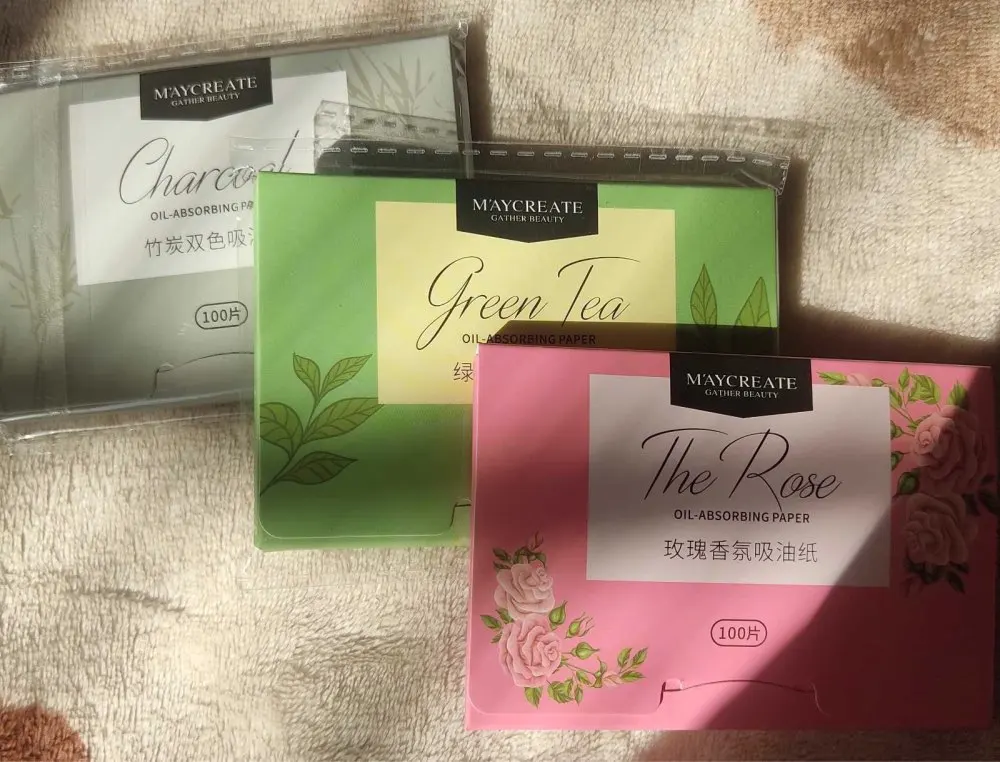 M'AYCREATE
GATHER BEAUTY
Charcoal
OIL-ABSORBING
竹炭双色吸
100片
M'AYCREATE
GATHER BEAUTY
Green Tea
OIL-ABSORBING PAPER
绿
M'AYCREATE
GATHER BEAUTY
The Rose
OIL-ABSORBING PAPER
玫瑰香氛吸油纸
100片